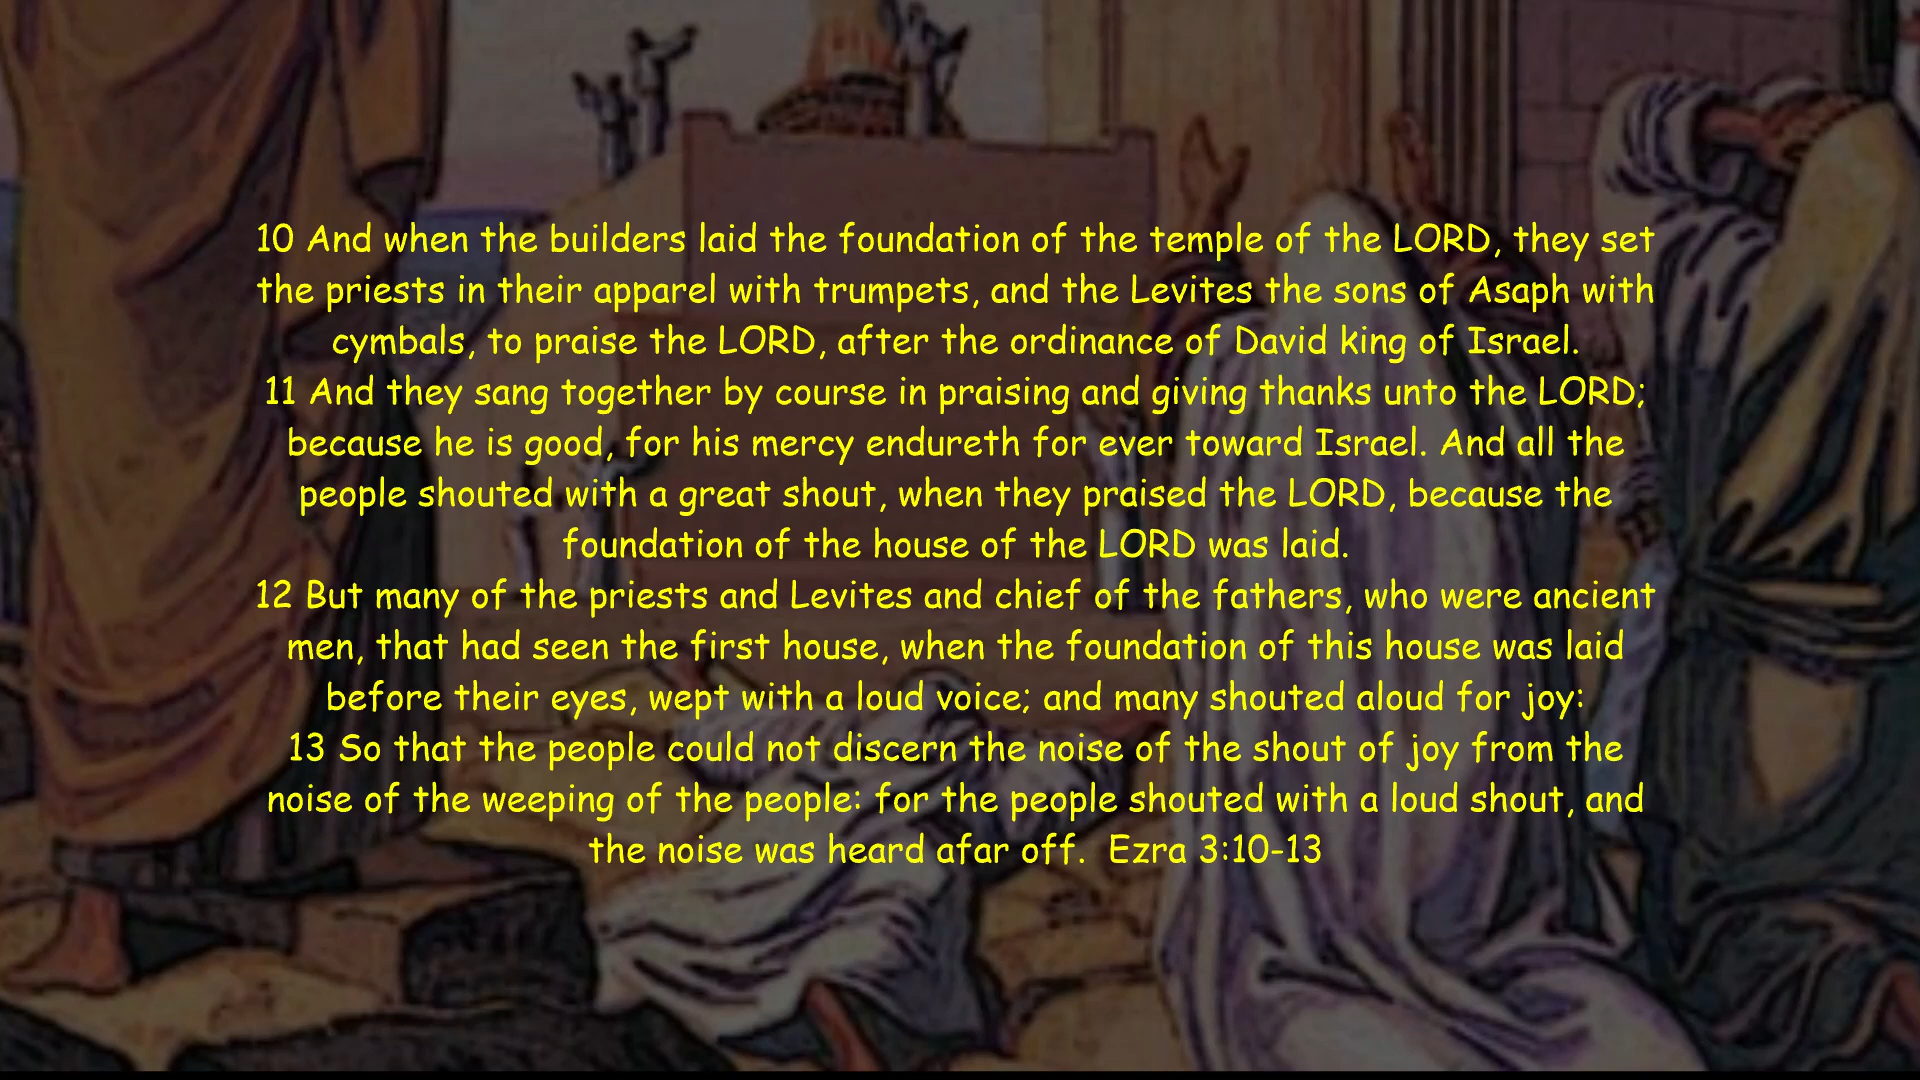 10 And when the builders laid the foundation of the temple of the LORD, they set
the priests in their apparel with trumpets, and the Levites the sons of Asaph with
cymbals, to praise the LORD, after the ordinance of David king of Israel.
11 And they sang together by course in praising and giving thanks unto the LORD;
because he is good, for his mercy endureth for ever toward Israel. And all the
people shouted with a great shout, when they praised the LORD, because the
foundation of the house of the LORD was laid.
12 But many of the priests and Levites and chief of the fathers, who were ancient
men, that had seen the first house, when the foundation of this house was laid
before their eyes, wept with a loud voice; and many shouted aloud for joy:
13 So that the people could not discern the noise of the shout of joy from the
noise of the weeping of the people: for the people shouted with a loud shout, and
the noise was heard afar off.  Ezra 3:10-13